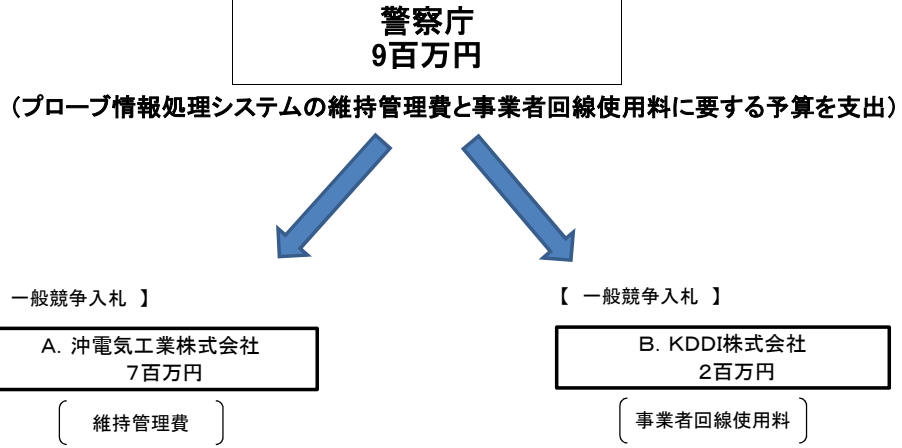 警察庁
9百万円
（プローブ情報処理システムの維持管理費と事業者回線使用料に要する予算を支出）
一般競争入札 】
【 一般競争入札 】
A. 沖電気工業株式会社
7百万円
B. KDDI株式会社
2百万円
維持管理費
事業者回線使用料